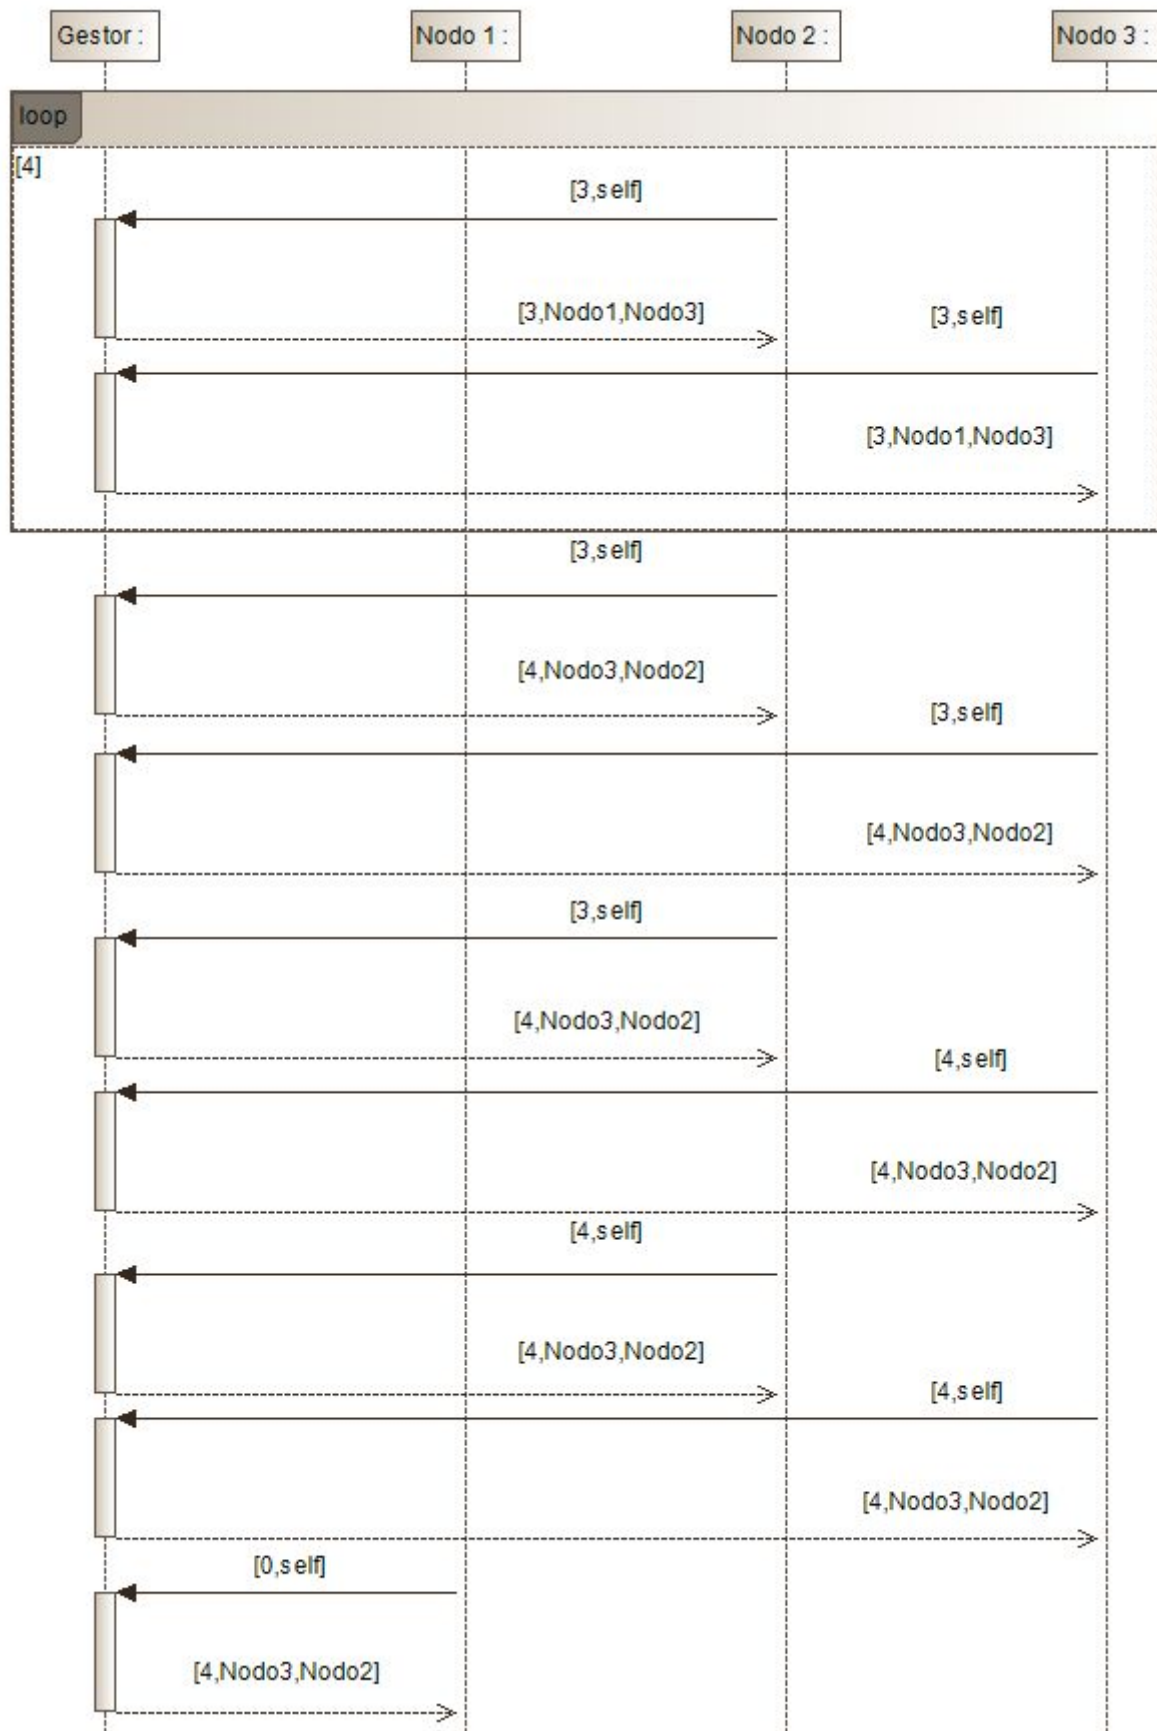 Gestor :
Nodo 1 :
Nodo 2 :
Nodo 3 :
loop
[4]
[3,self]
[3,Nodo1,Nodo3]
[3,self]
[3,Nodo1,Nodo3]
[3,self]
[4,Nodo3,Nodo2]
[3,self]
[4,Nodo3,Nodo2]
[3,self]
[4,Nodo3,Nodo2]
[4,self]
[4,Nodo3,Nodo2]
[4,self]
[4,Nodo3,Nodo2]
[4,self]
[4,Nodo3,Nodo2]
[0,self]
[4,Nodo3,Nodo2]